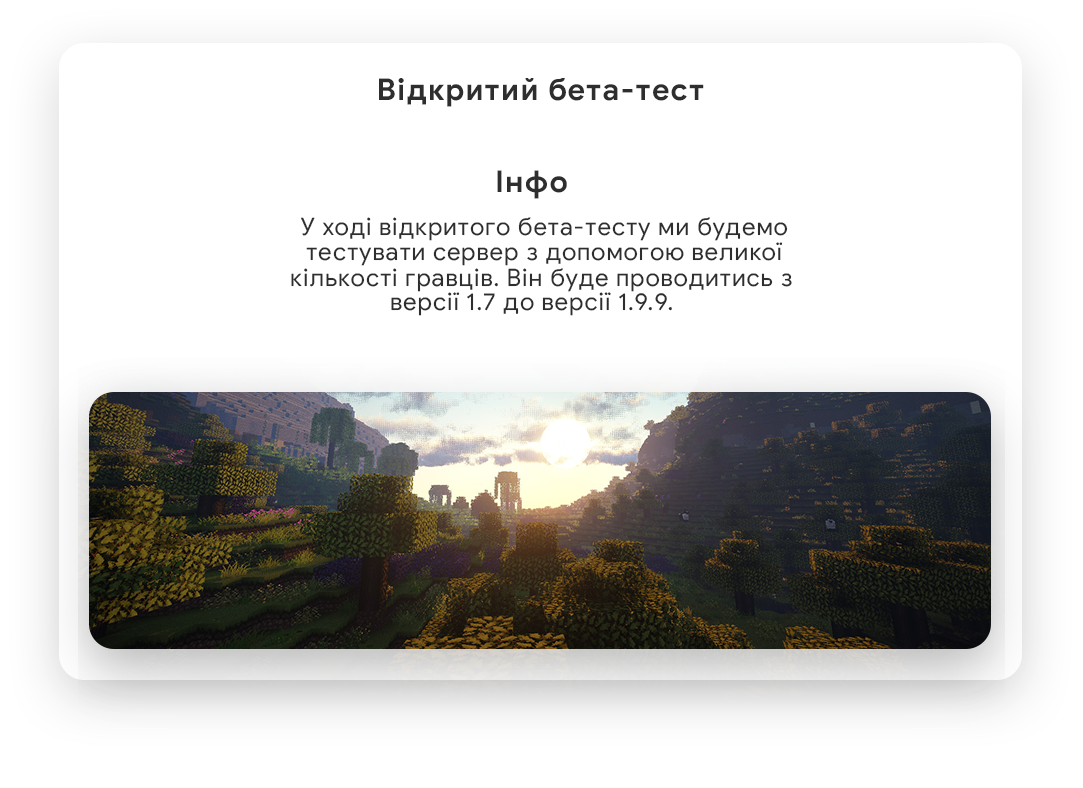 Відкритий бета-тест
Інфо
У ході відкритого бета-тесту ми будемо
тестувати сервер з допомогою великої
кількості гравців. Він буде проводитись з
версії 1.7 до версії 1.9.9.